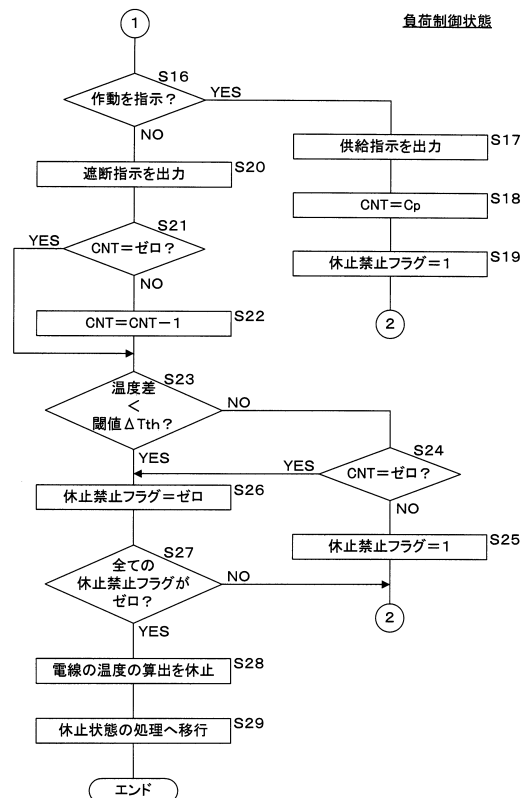 負荷制御状態
1
S16
作動を指示？
YES
NO
S17
供給指示を出力
S20
遮断指示を出力
S18
CNT＝Cp
S21
YES
CNT＝ゼロ？
NO
S19
休止禁止フラグ＝1
S22
CNT＝CNT－1
2
S23
温度差
＜
閾値ΔTth？
NO
YES
S24
YES
CNT＝ゼロ？
NO
S26
休止禁止フラグ＝ゼロ
S25
休止禁止フラグ＝1
S27
全ての
休止禁止フラグが
ゼロ？
NO
YES
2
S28
電線の温度の算出を休止
S29
休止状態の処理へ移行
エンド